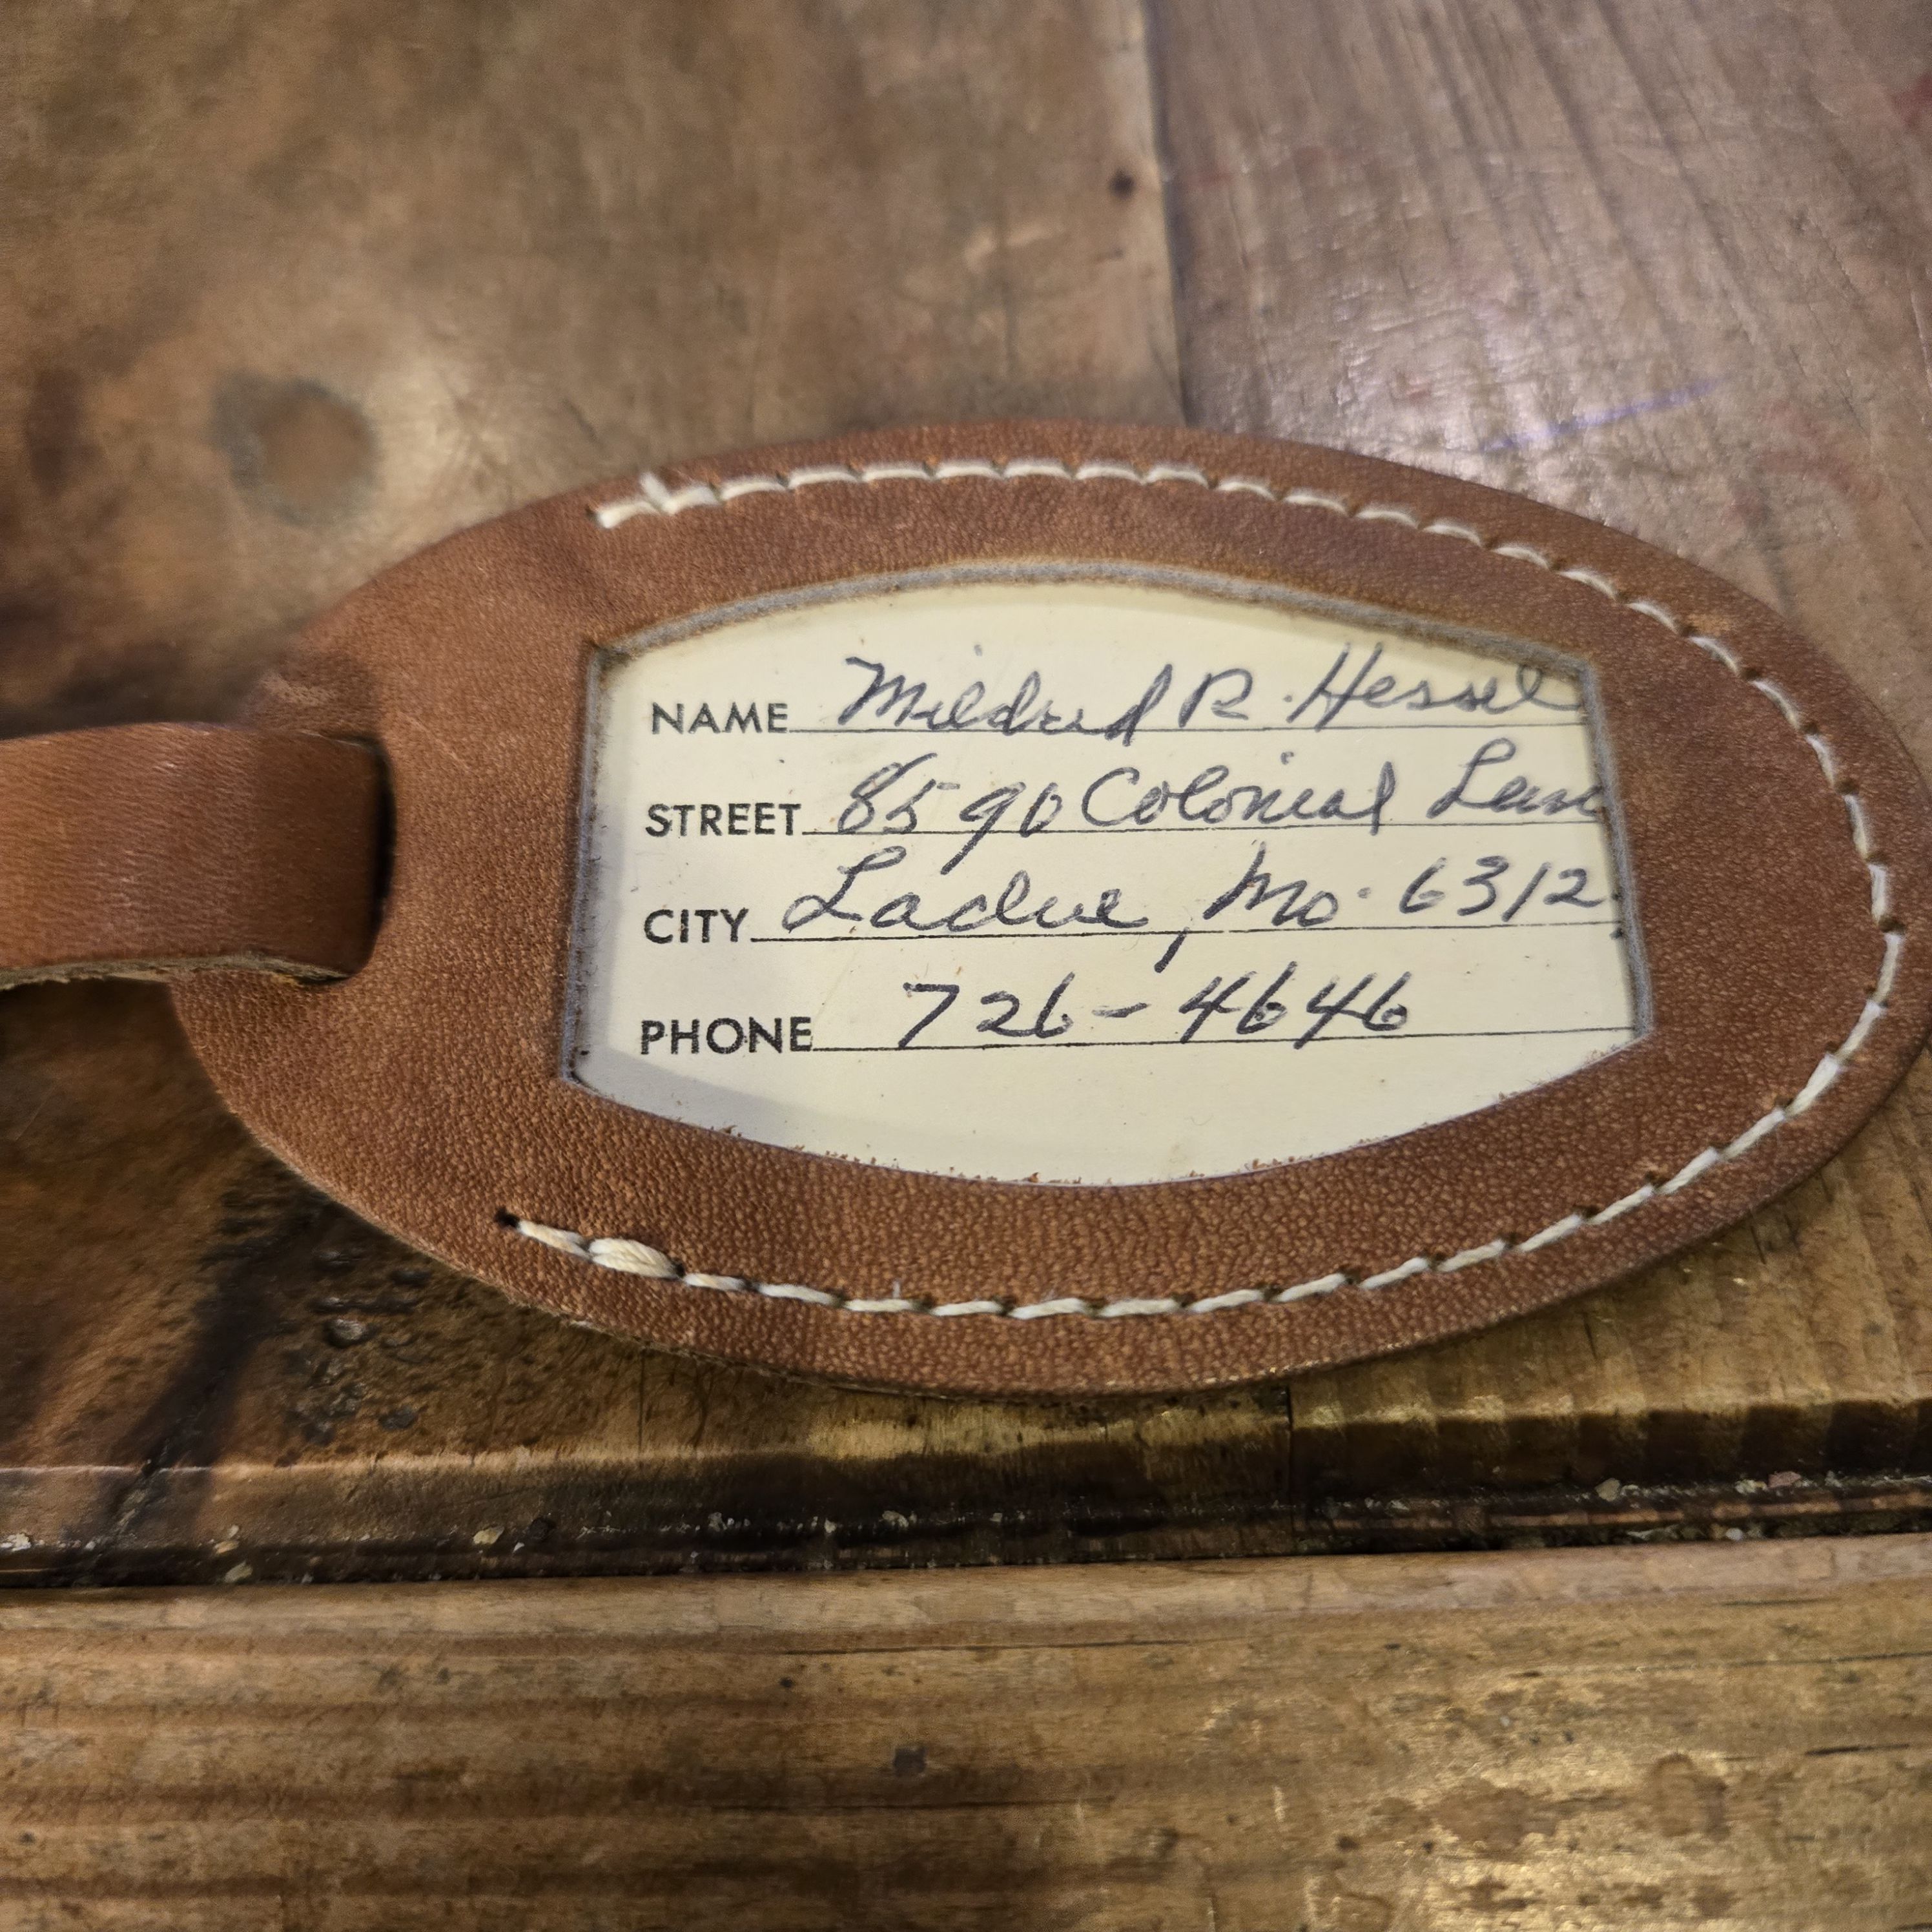 NAME Mildred R. Hessel
STREET 8590 Colonial Lane
CITY Ladue, Mo. 6312
PHONE 726-4646